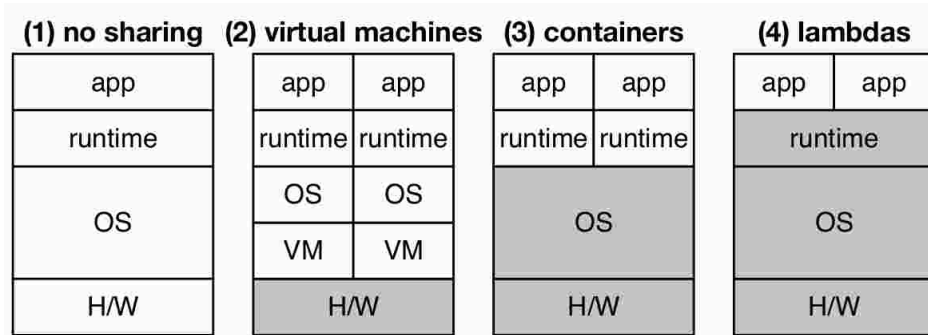 (1) no sharing
app
runtime
OS
H/W
(2) virtual machines
app app
runtime runtime
OS OS
VM VM
H/W
(3) containers
app app
runtime runtime
OS
H/W
(4) lambdas
app app
runtime
OS
H/W